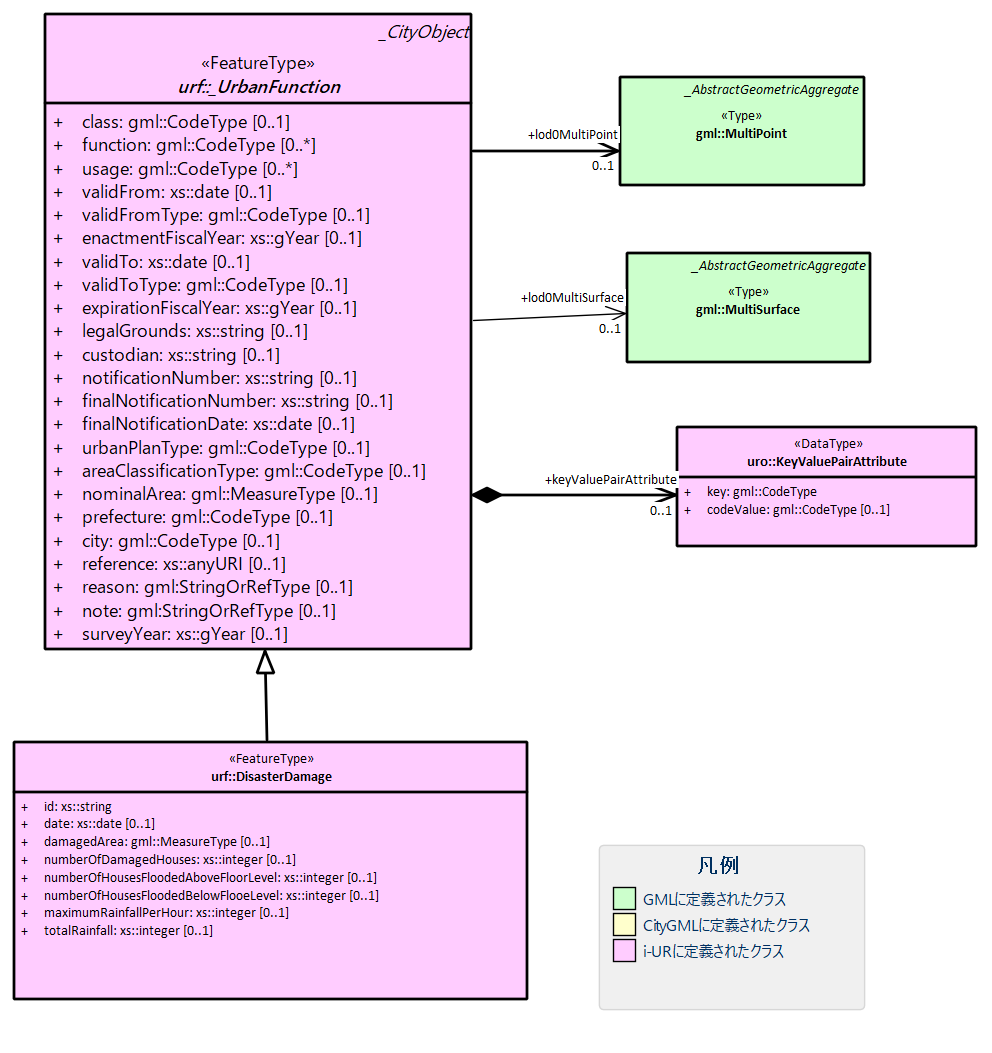 _CityObject
«FeatureType»
urf::_UrbanFunction
+ class: gml::CodeType [0..1]
+ function: gml::CodeType [0..*]
+ usage: gml::CodeType [0..*]
+ validFrom: xs::date [0..1]
+ validFromType: gml::CodeType [0..1]
+ enactmentFiscalYear: xs::gYear [0..1]
+ validTo: xs::date [0..1]
+ validToType: gml::CodeType [0..1]
+ expirationFiscalYear: xs::gYear [0..1]
+ legalGrounds: xs::string [0..1]
+ custodian: xs::string [0..1]
+ notificationNumber: xs::string [0..1]
+ finalNotificationNumber: xs::string [0..1]
+ finalNotificationDate: xs::date [0..1]
+ urbanPlanType: gml::CodeType [0..1]
+ areaClassificationType: gml::CodeType [0..1]
+ nominalArea: gml::MeasureType [0..1]
+ prefecture: gml::CodeType [0..1]
+ city: gml::CodeType [0..1]
+ reference: xs::anyURI [0..1]
+ reason: gml:StringOrRefType [0..1]
+ note: gml:StringOrRefType [0..1]
+ surveyYear: xs::gYear [0..1]
+lod0MultiPoint
0..1
_AbstractGeometricAggregate
«Type»
gml::MultiPoint
+lod0MultiSurface
0..1
_AbstractGeometricAggregate
«Type»
gml::MultiSurface
+keyValuePairAttribute
0..1
«DataType»
uro::KeyValuePairAttribute
+ key: gml::CodeType
+ codeValue: gml::CodeType [0..1]
«FeatureType»
urf::DisasterDamage
+ id: xs::string
+ date: xs::date [0..1]
+ damagedArea: gml::MeasureType [0..1]
+ numberOfDamagedHouses: xs::integer [0..1]
+ numberOfHousesFloodedAboveFloorLevel: xs::integer [0..1]
+ numberOfHousesFloodedBelowFlooeLevel: xs::integer [0..1]
+ maximumRainfallPerHour: xs::integer [0..1]
+ totalRainfall: xs::integer [0..1]
凡例
GMLに定義されたクラス
CityGMLに定義されたクラス
i-URに定義されたクラス